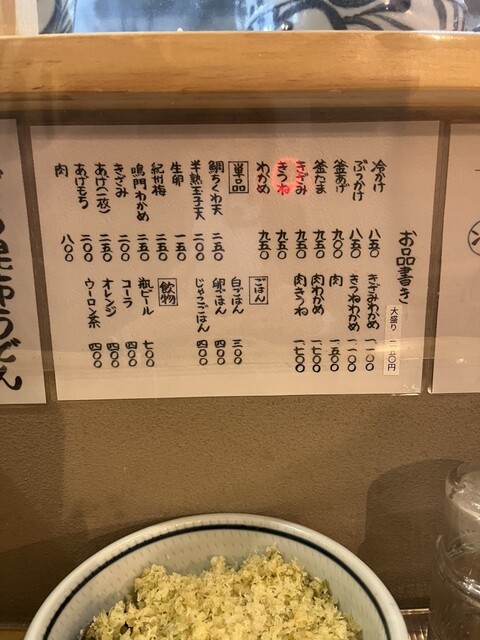 お品書き
大盛り
冷かけ 八五〇
ぶっかけ 八五〇
釜あげ 九〇〇
釜たま 九五〇
きざみ 九五〇
きつね 九五〇
わかめ 九五〇
きざみわかめ 一一〇〇
きつねわかめ 一一〇〇
肉 一五〇〇
肉わかめ 一七〇〇
肉きつね 一七〇〇
単品
鯛ちくわ天 二五〇
半熟玉子天 二〇〇
生卵 一五〇
紀州梅 二五〇
鳴門わかめ 二五〇
きざみ 二五〇
あげ(二枚) 二〇〇
あげもち 二〇〇
肉 八〇〇
ごはん
白ごはん 三〇〇
卵ごはん 四〇〇
じゃこごはん 四〇〇
飲物
瓶ビール 七〇〇
コーラ 四〇〇
オレンジ 四〇〇
ウーロン茶 四〇〇
昆布うどん